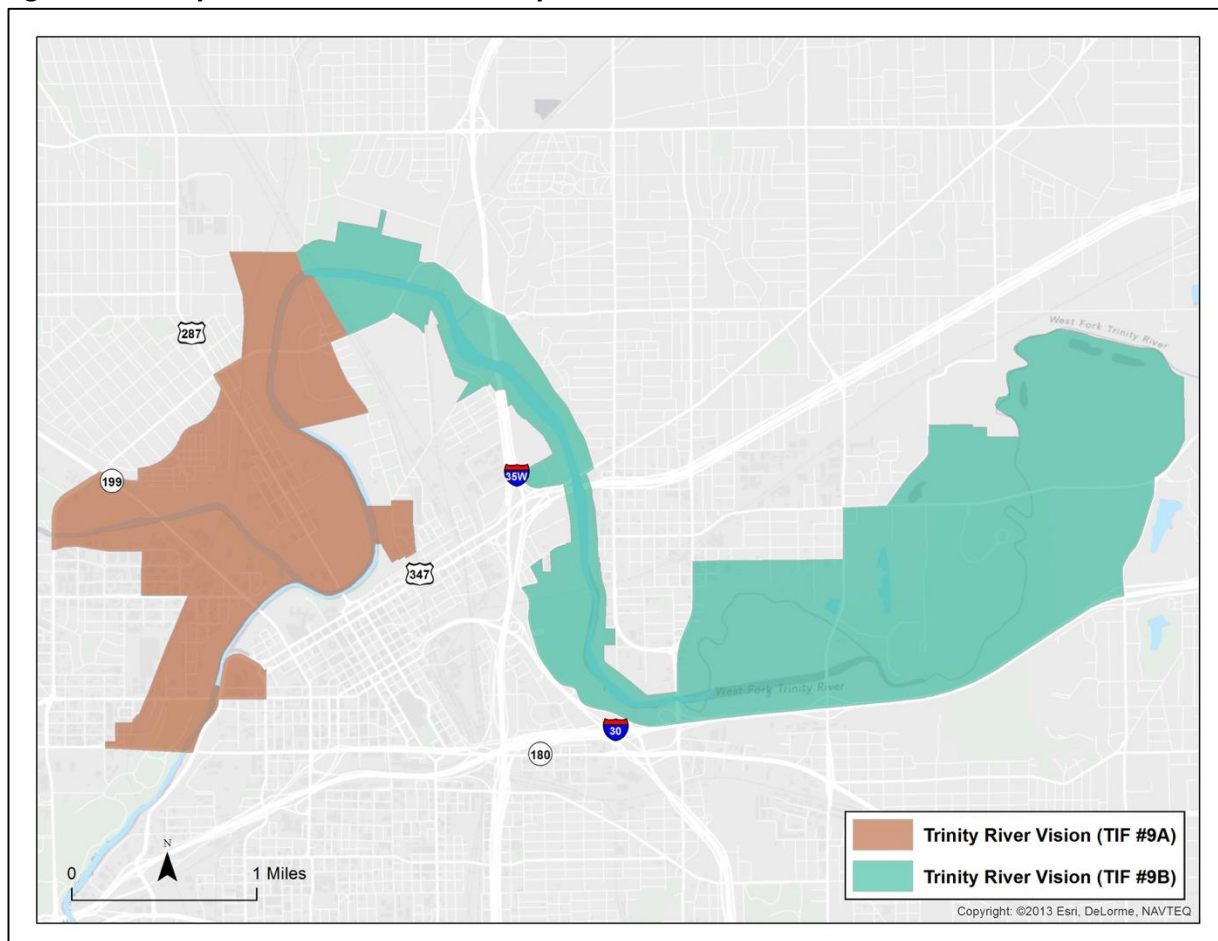 287
West Fork Trinity River
199
35W
347
West Fork Trinity River
30
180
N
0
1 Miles
Trinity River Vision (TIF #9A)
Trinity River Vision (TIF #9B)
Copyright: ©2013 Esri, DeLorme, NAVTEQ